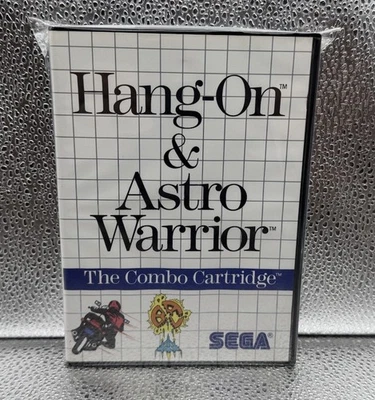 Hang-On™
&
Astro
Warrior™
The Combo Cartridge™
SEGA®